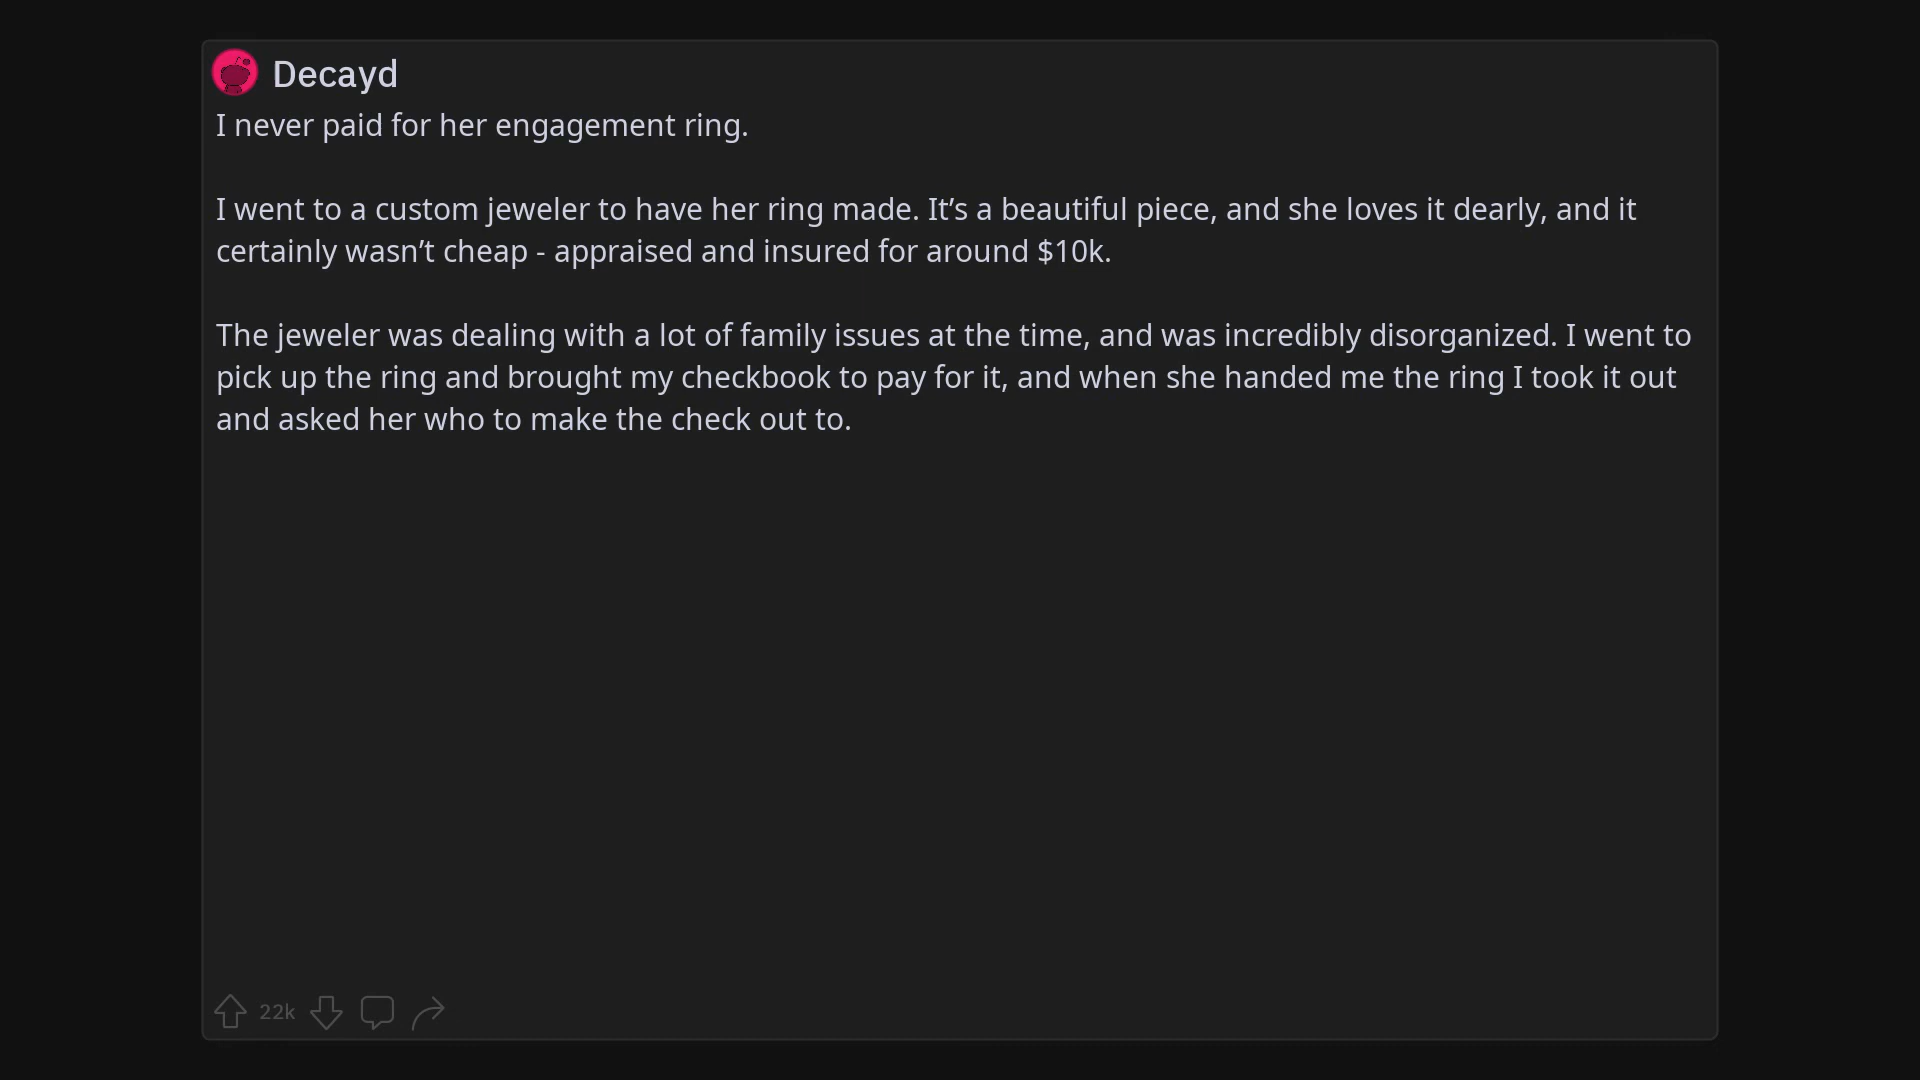 Decayd
I never paid for her engagement ring.
I went to a custom jeweler to have her ring made. It’s a beautiful piece, and she loves it dearly, and it
certainly wasn’t cheap - appraised and insured for around $10k.
The jeweler was dealing with a lot of family issues at the time, and was incredibly disorganized. I went to
pick up the ring and brought my checkbook to pay for it, and when she handed me the ring I took it out
and asked her who to make the check out to.
22k